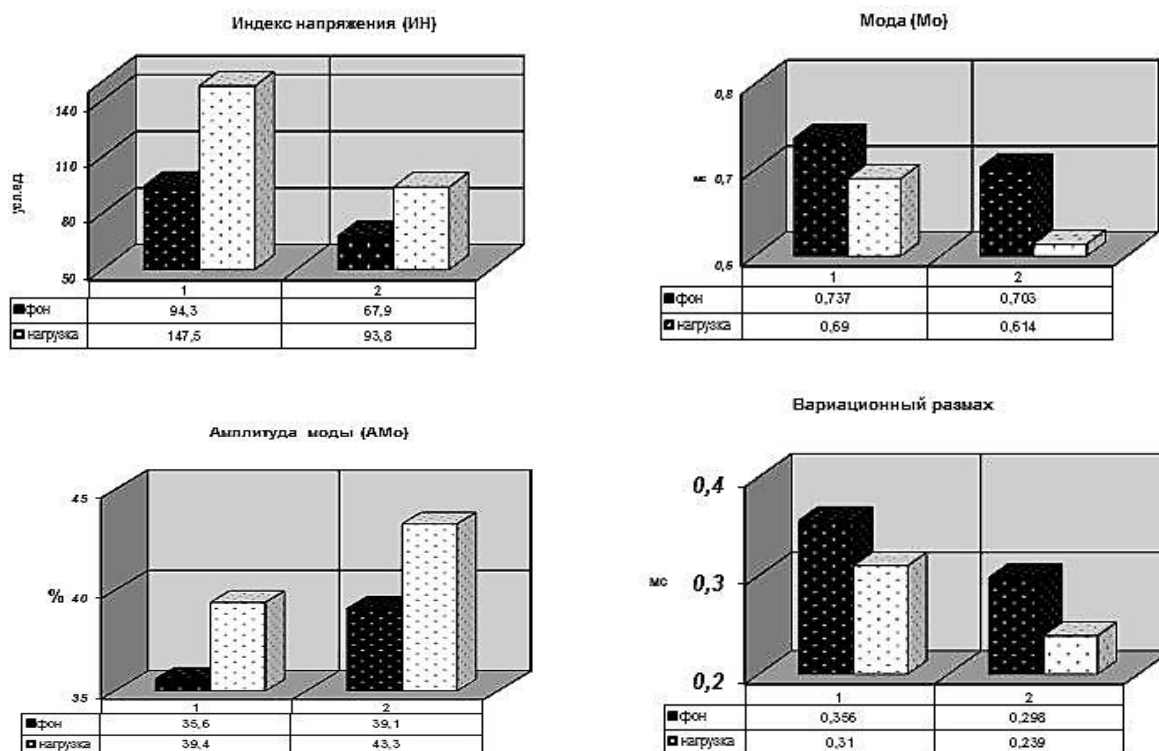 Индекс напряжения (ИН)
усл.ед.
140
110
80
50
1 2
фон 94,3 67,9
нагрузка 147,5 93,8
Мода (Мо)
0,8
0,7
0,6
1 2
фон 0,737 0,703
нагрузка 0,69 0,614
Амплитуда моды (АМо)
%
45
40
35
1 2
фон 35,6 39,1
нагрузка 39,4 43,3
Вариационный размах
мс
0,4
0,3
0,2
1 2
фон 0,356 0,298
нагрузка 0,31 0,239